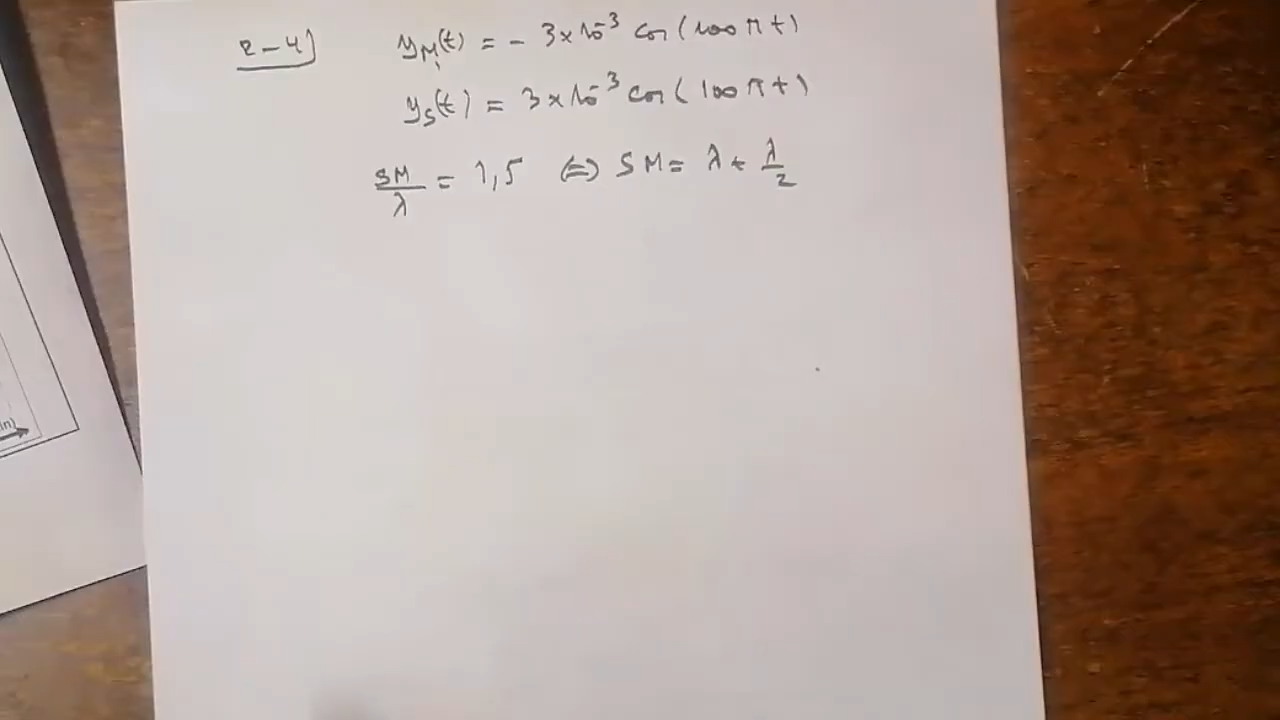 2-4) y_M(t) = - 3×10⁻³ cos(100πt)
y_S(t) = 3×10⁻³ cos(100πt)
SM/λ = 1,5 ⇔ SM = λ + λ/2